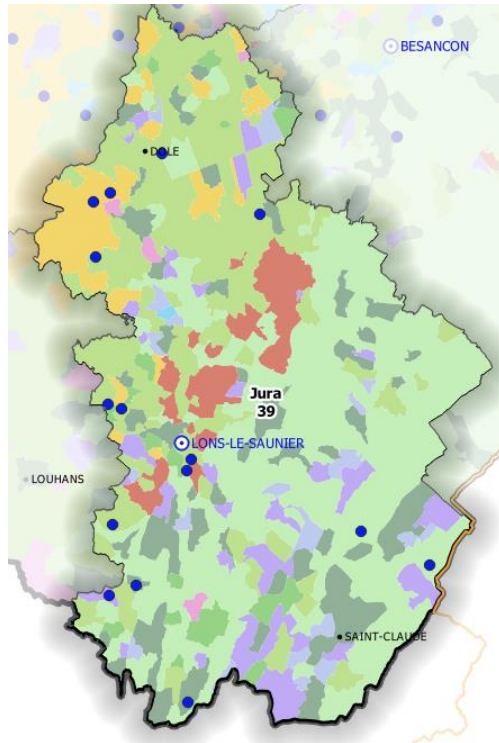 BESANCON
DOLE
Jura
39
LONS-LE-SAUNIER
LOUHANS
SAINT-CLAUDE